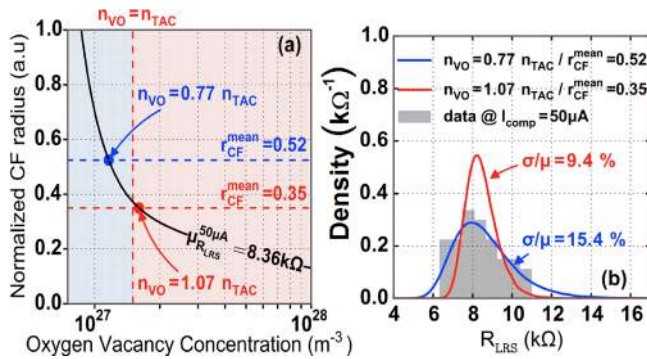 n_VO=n_TAC
(a)
n_VO=0.77 n_TAC
r_CF^mean=0.52
r_CF^mean=0.35
μ_R_LRS^50μA=8.36kΩ
n_VO=1.07 n_TAC
Normalized CF radius (a.u)
1.0
0.8
0.6
0.4
0.2
0.0
10^27
10^28
Oxygen Vacancy Concentration (m^-3)
n_VO=0.77 n_TAC/r_CF^mean=0.52
n_VO=1.07 n_TAC/r_CF^mean=0.35
data @ I_comp=50μA
σ/μ=9.4 %
σ/μ=15.4 %
(b)
Density (kΩ^-1)
1.0
0.8
0.6
0.4
0.2
0.0
4 6 8 10 12 14 16
R_LRS (kΩ)